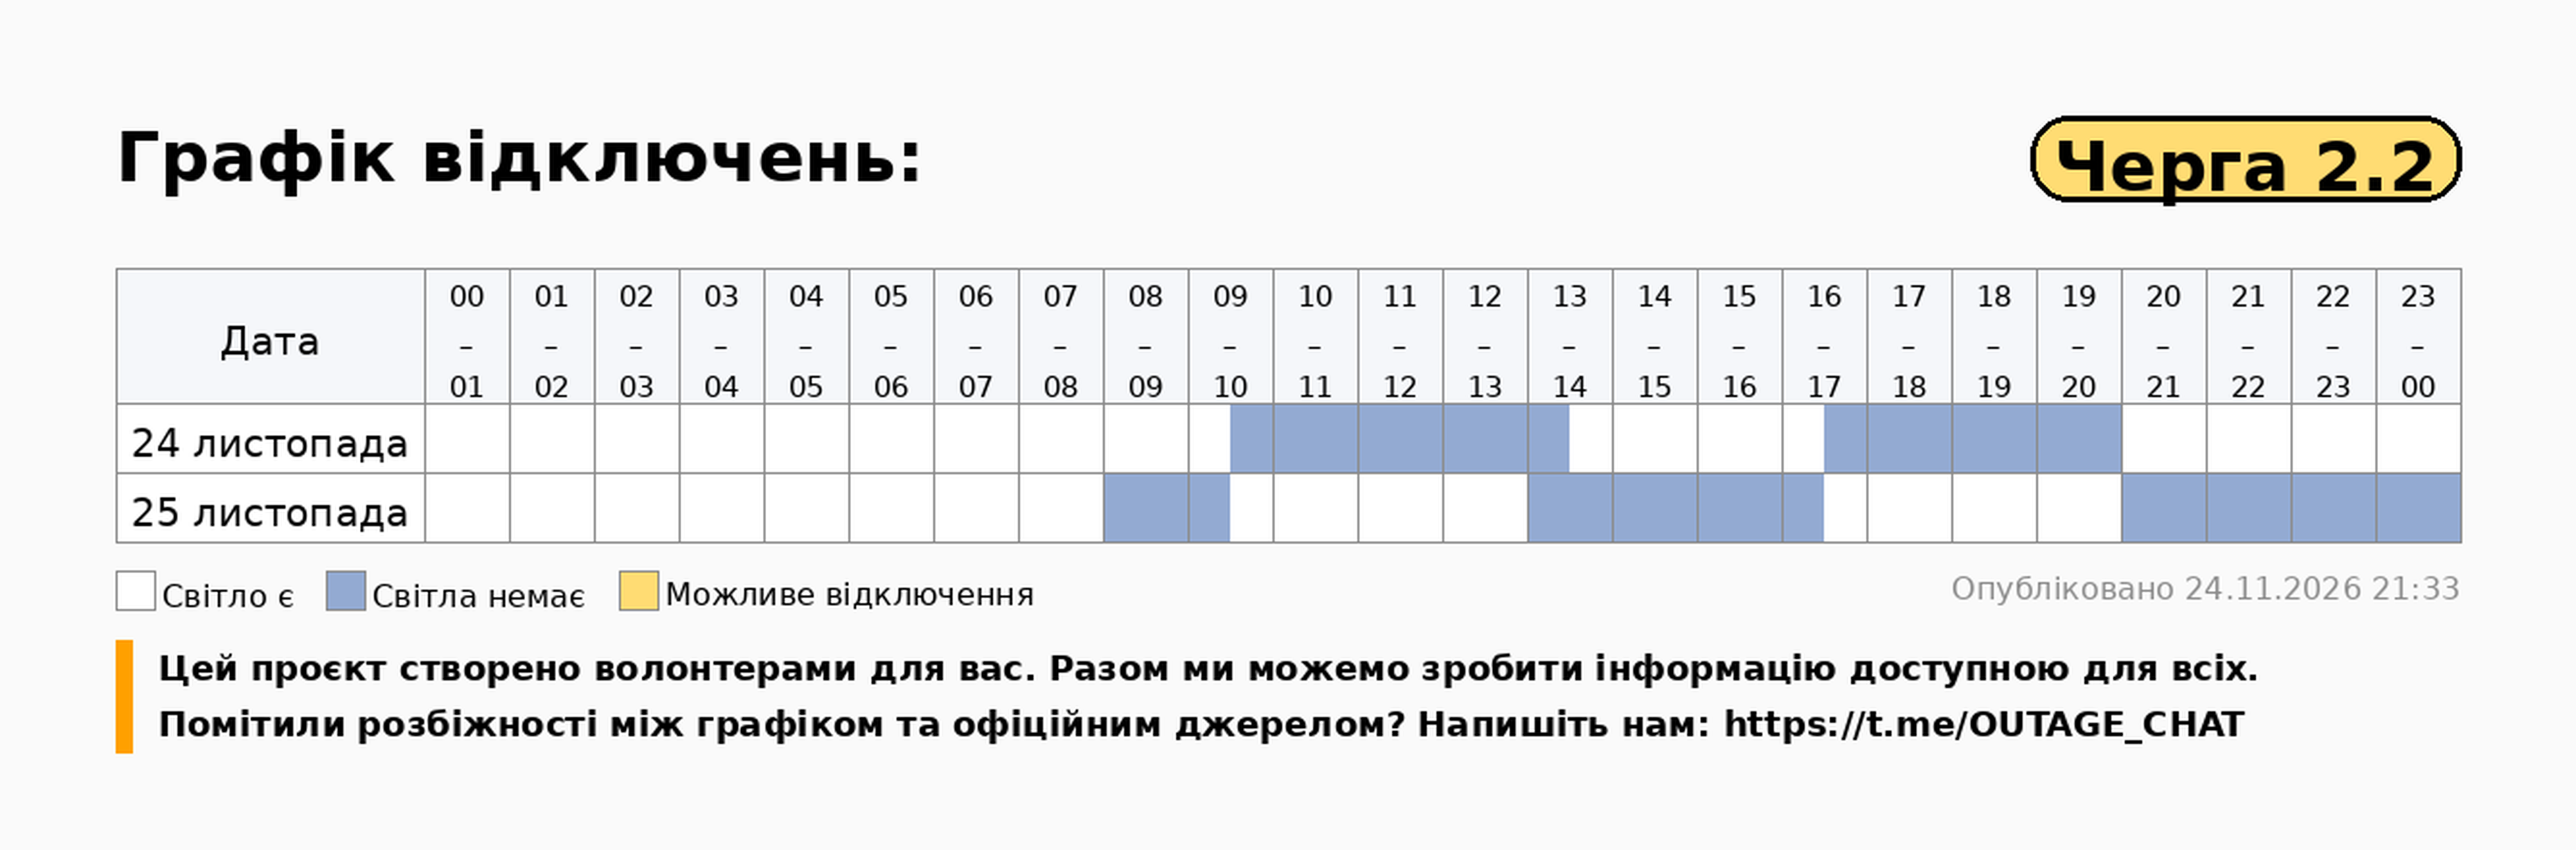 Графік відключень:
Черга 2.2
Дата
00 – 01
01 – 02
02 – 03
03 – 04
04 – 05
05 – 06
06 – 07
07 – 08
08 – 09
09 – 10
10 – 11
11 – 12
12 – 13
13 – 14
14 – 15
15 – 16
16 – 17
17 – 18
18 – 19
19 – 20
20 – 21
21 – 22
22 – 23
23 – 00
24 листопада
25 листопада
Світло є
Світла немає
Можливе відключення
Опубліковано 24.11.2026 21:33
Цей проєкт створено волонтерами для вас. Разом ми можемо зробити інформацію доступною для всіх.
Помітили розбіжності між графіком та офіційним джерелом? Напишіть нам: https://t.me/OUTAGE_CHAT